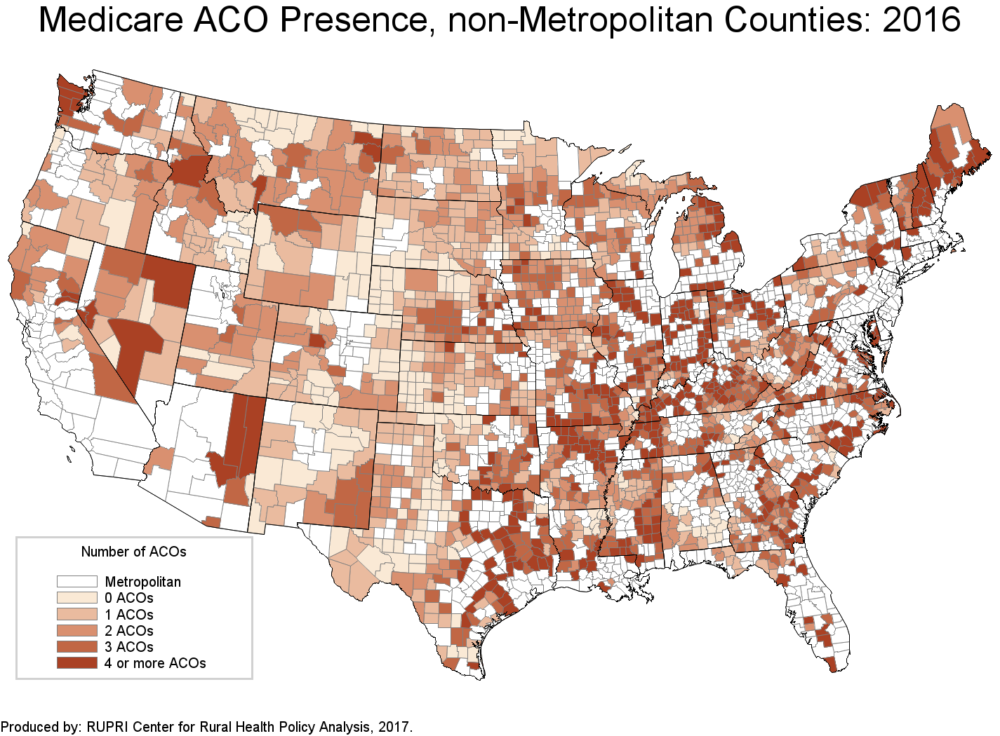 Medicare ACO Presence, non-Metropolitan Counties: 2016
Number of ACOs
Metropolitan
0 ACOs
1 ACOs
2 ACOs
3 ACOs
4 or more ACOs
Produced by: RUPRI Center for Rural Health Policy Analysis, 2017.